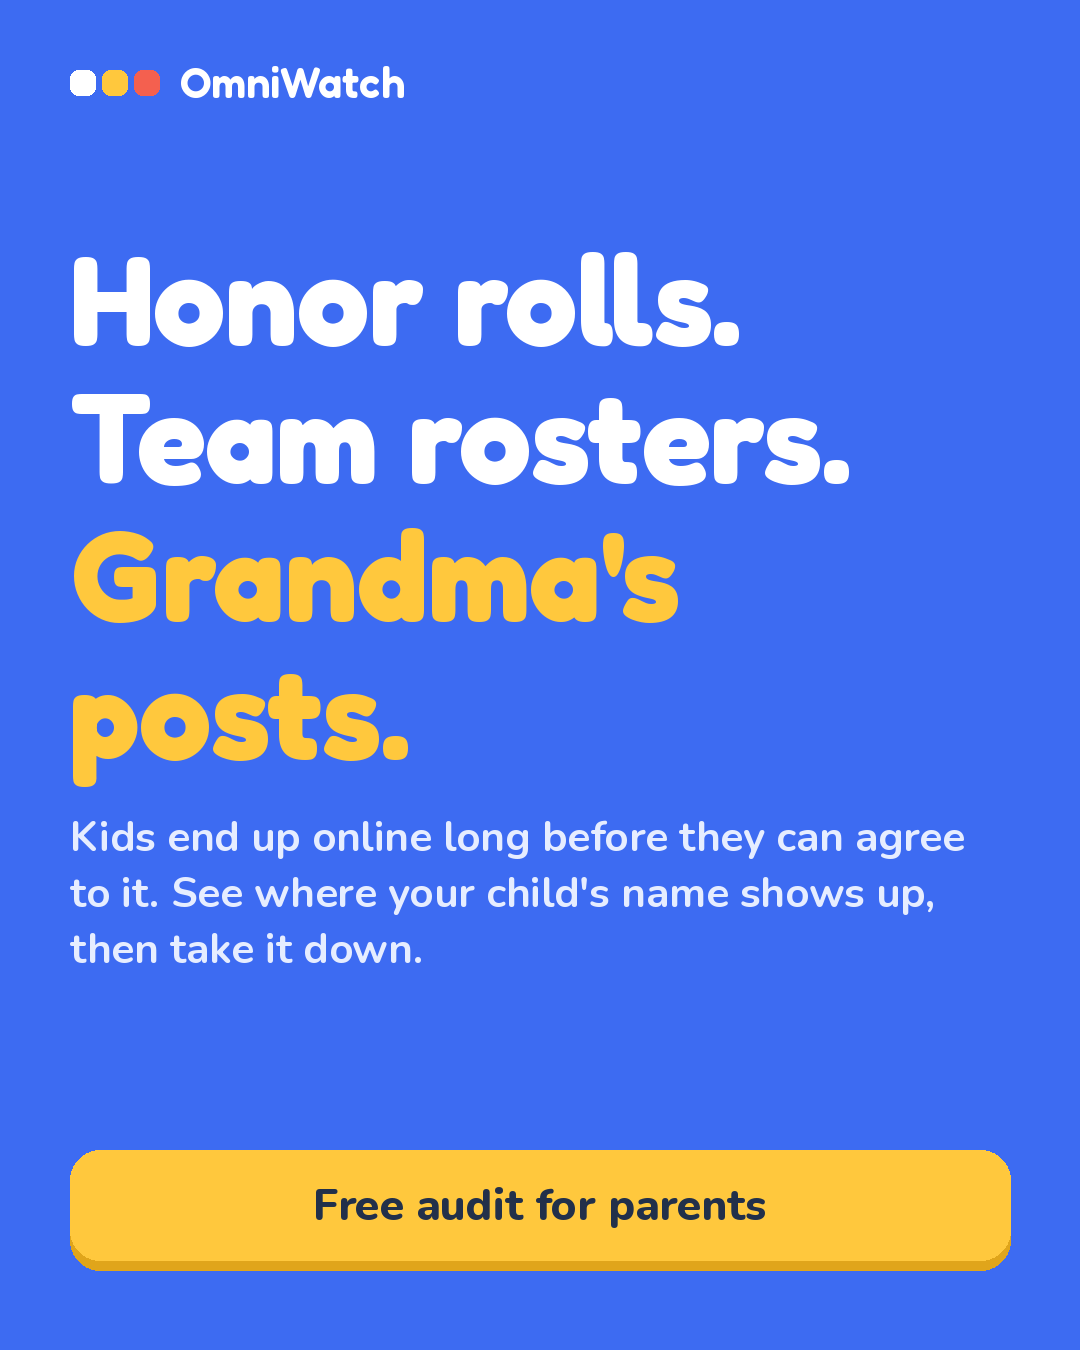 OmniWatch
Honor rolls.
Team rosters.
Grandma's
posts.
Kids end up online long before they can agree
to it. See where your child's name shows up,
then take it down.
Free audit for parents